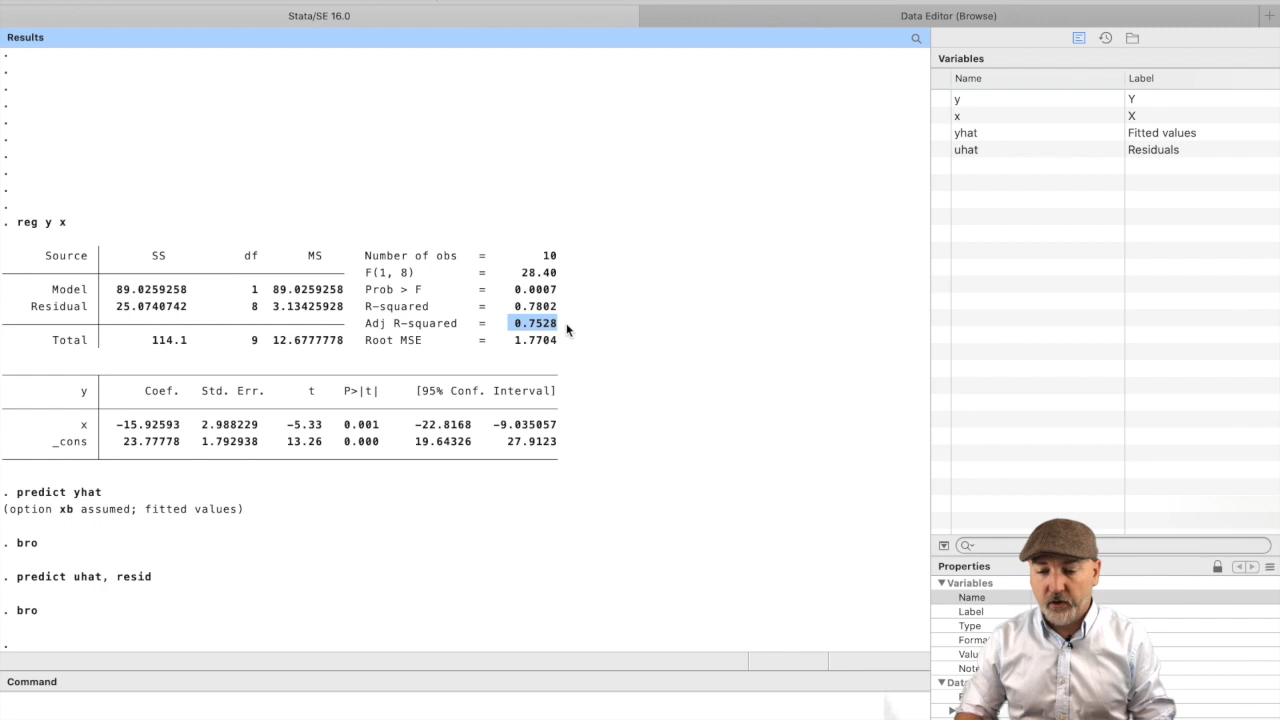 Stata/SE 16.0
Data Editor (Browse)
Results
.
.
.
.
.
.
.
.
.
.
. reg y x
Source SS df MS Number of obs = 10
F(1, 8) = 28.40
Model 89.0259258 1 89.0259258 Prob > F = 0.0007
Residual 25.0740742 8 3.13425928 R-squared = 0.7802
Adj R-squared = 0.7528
Total 114.1 9 12.6777778 Root MSE = 1.7704
y Coef. Std. Err. t P>|t| [95% Conf. Interval]
x -15.92593 2.988229 -5.33 0.001 -22.8168 -9.035057
_cons 23.77778 1.792938 13.26 0.000 19.64326 27.9123
. predict yhat
(option xb assumed; fitted values)
. bro
. predict uhat, resid
. bro
.
Command
Variables
Name Label
y Y
x X
yhat Fitted values
uhat Residuals
Properties
Variables
Name
Label
Type